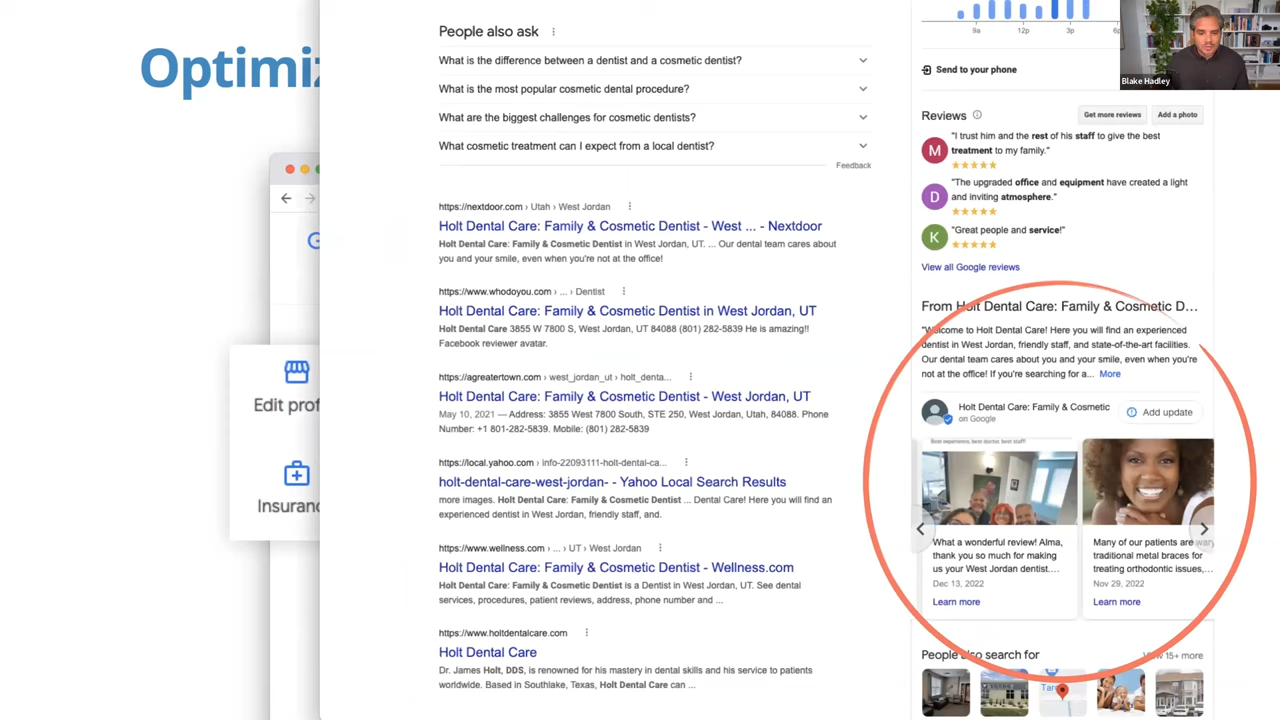 Optimiz
Edit prof
Insuranc
People also ask
What is the difference between a dentist and a cosmetic dentist?
What is the most popular cosmetic dental procedure?
What are the biggest challenges for cosmetic dentists?
What cosmetic treatment can I expect from a local dentist?
Feedback
https://nextdoor.com › Utah › West Jordan
Holt Dental Care: Family & Cosmetic Dentist - West ... - Nextdoor
Holt Dental Care: Family & Cosmetic Dentist in West Jordan, UT. ... Our dental team cares about
you and your smile, even when you're not at the office!
https://www.whodoyou.com › ... › Dentist
Holt Dental Care: Family & Cosmetic Dentist in West Jordan, UT
Holt Dental Care 3855 W 7800 S, West Jordan, UT 84088 (801) 282-5839 He is amazing!!
Facebook reviewer avatar.
https://agreatertown.com › west_jordan_ut › holt_denta...
Holt Dental Care: Family & Cosmetic Dentist - West Jordan, UT
May 10, 2021 — Address: 3855 West 7800 South, STE 250, West Jordan, Utah, 84088. Phone
Number: +1 801-282-5839. Mobile: (801) 282-5839
https://local.yahoo.com › info-22093111-holt-dental-ca...
holt-dental-care-west-jordan- - Yahoo Local Search Results
more images. Holt Dental Care: Family & Cosmetic Dentist ... Dental Care! Here you will find an
experienced dentist in West Jordan, friendly staff, and.
https://www.wellness.com › ... › UT › West Jordan
Holt Dental Care: Family & Cosmetic Dentist - Wellness.com
Holt Dental Care: Family & Cosmetic Dentist is a Dentist in West Jordan, UT. See dental
services, procedures, patient reviews, address, phone number and ...
https://www.holtdentalcare.com
Holt Dental Care
Dr. James Holt, DDS, is renowned for his mastery in dental skills and his service to patients
worldwide. Based in Southlake, Texas, Holt Dental Care can ...
9a 12p 3p 6p
Send to your phone
Blake Hadley
Reviews
Get more reviews
Add a photo
M
"I trust him and the rest of his staff to give the best
treatment to my family."
D
"The upgraded office and equipment have created a light
and inviting atmosphere."
K
"Great people and service!"
View all Google reviews
From Holt Dental Care: Family & Cosmetic D...
"Welcome to Holt Dental Care! Here you will find an experienced
dentist in West Jordan, friendly staff, and state-of-the-art facilities.
Our dental team cares about you and your smile, even when you're
not at the office! If you're searching for a... More
Holt Dental Care: Family & Cosmetic
on Google
Add update
Best experiences, best doctor, best staff!
What a wonderful review! Alma,
thank you so much for making
us your West Jordan dentist....
Dec 13, 2022
Learn more
Many of our patients are wary
traditional metal braces for
treating orthodontic issues,...
Nov 29, 2022
Learn more
People also search for
View 15+ more